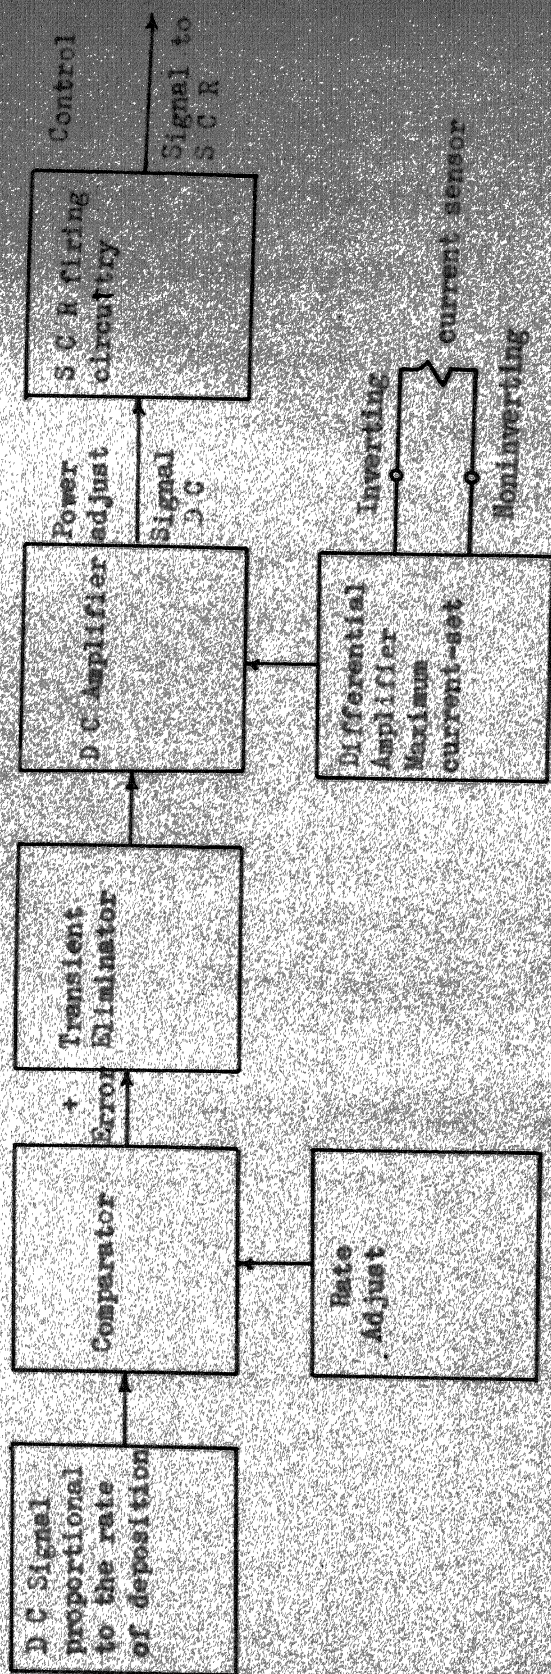 D C Signal
proportional
to the rate
of deposition
Comparator
Rate
Adjust
+
Error
Transient
Eliminator
D C Amplifier
Differential
Amplifier
Maximum
current-set
Inverting
Noninverting
current sensor
Power
adjust
Signal
D C
S C R firing
circuitry
Control
Signal to
S C R